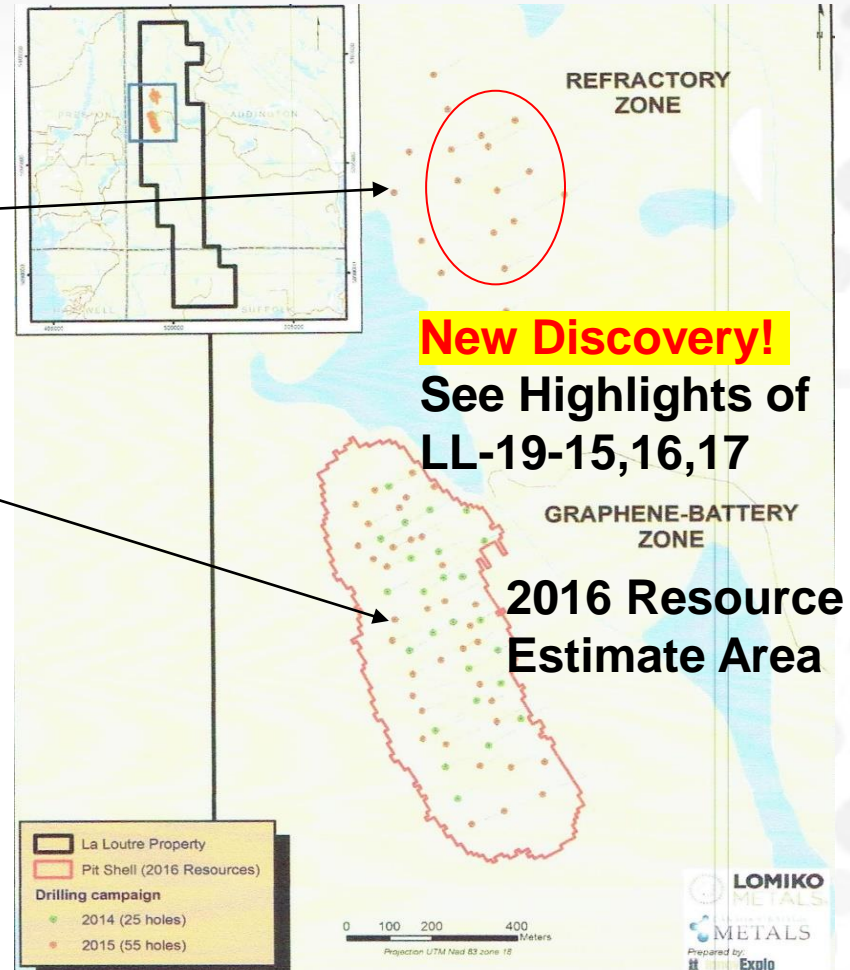 REFRACTORY
ZONE
New Discovery!
See Highlights of
LL-19-15,16,17
GRAPHENE-BATTERY
ZONE
2016 Resource
Estimate Area
La Loutre Property
Pit Shell (2016 Resources)
Drilling campaign
2014 (25 holes)
2015 (55 holes)
0 100 200 400
Meters
Projection UTM Nad 83 zone 18
LOMIKO
METALS
METALS
Prepared by:
Explo